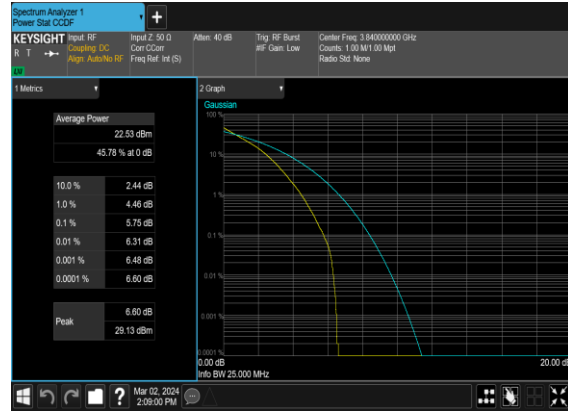 Spectrum Analyzer 1
Power Stat CCDF
KEYSIGHT
R T
LXI
Input: RF
Coupling: DC
Align: Auto/No RF
Input Z: 50 Ω
Corr CCorr
Freq Ref: Int (S)
Atten: 40 dB
Trig: RF Burst
#IF Gain: Low
Center Freq: 3.840000000 GHz
Counts: 1.00 M/1.00 Mpt
Radio Std: None
1 Metrics
Average Power
22.53 dBm
45.78 % at 0 dB
10.0 % 2.44 dB
1.0 % 4.46 dB
0.1 % 5.75 dB
0.01 % 6.31 dB
0.001 % 6.48 dB
0.0001 % 6.60 dB
Peak
6.60 dB
29.13 dBm
2 Graph
Gaussian
100 %
10 %
1 %
0.1 %
0.01 %
0.001 %
0.0001 %
0.00 dB
20.00 dB
Info BW 25.000 MHz
?
Mar 02, 2024
2:09:00 PM